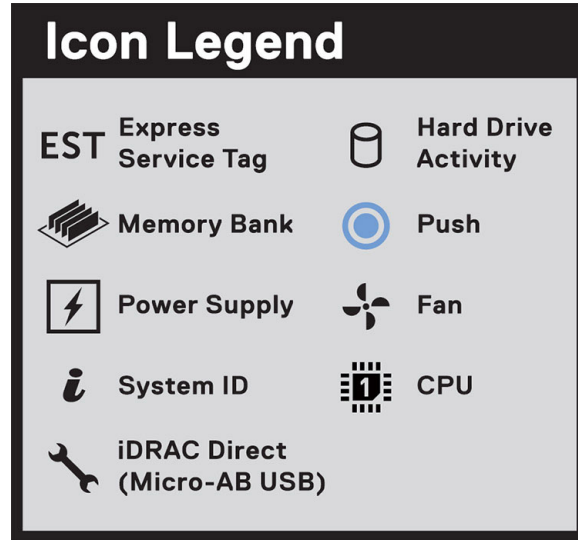 Icon Legend
EST
Express
Service Tag
Hard Drive
Activity
Memory Bank
Push
Power Supply
Fan
i
System ID
1
CPU
iDRAC Direct
(Micro-AB USB)